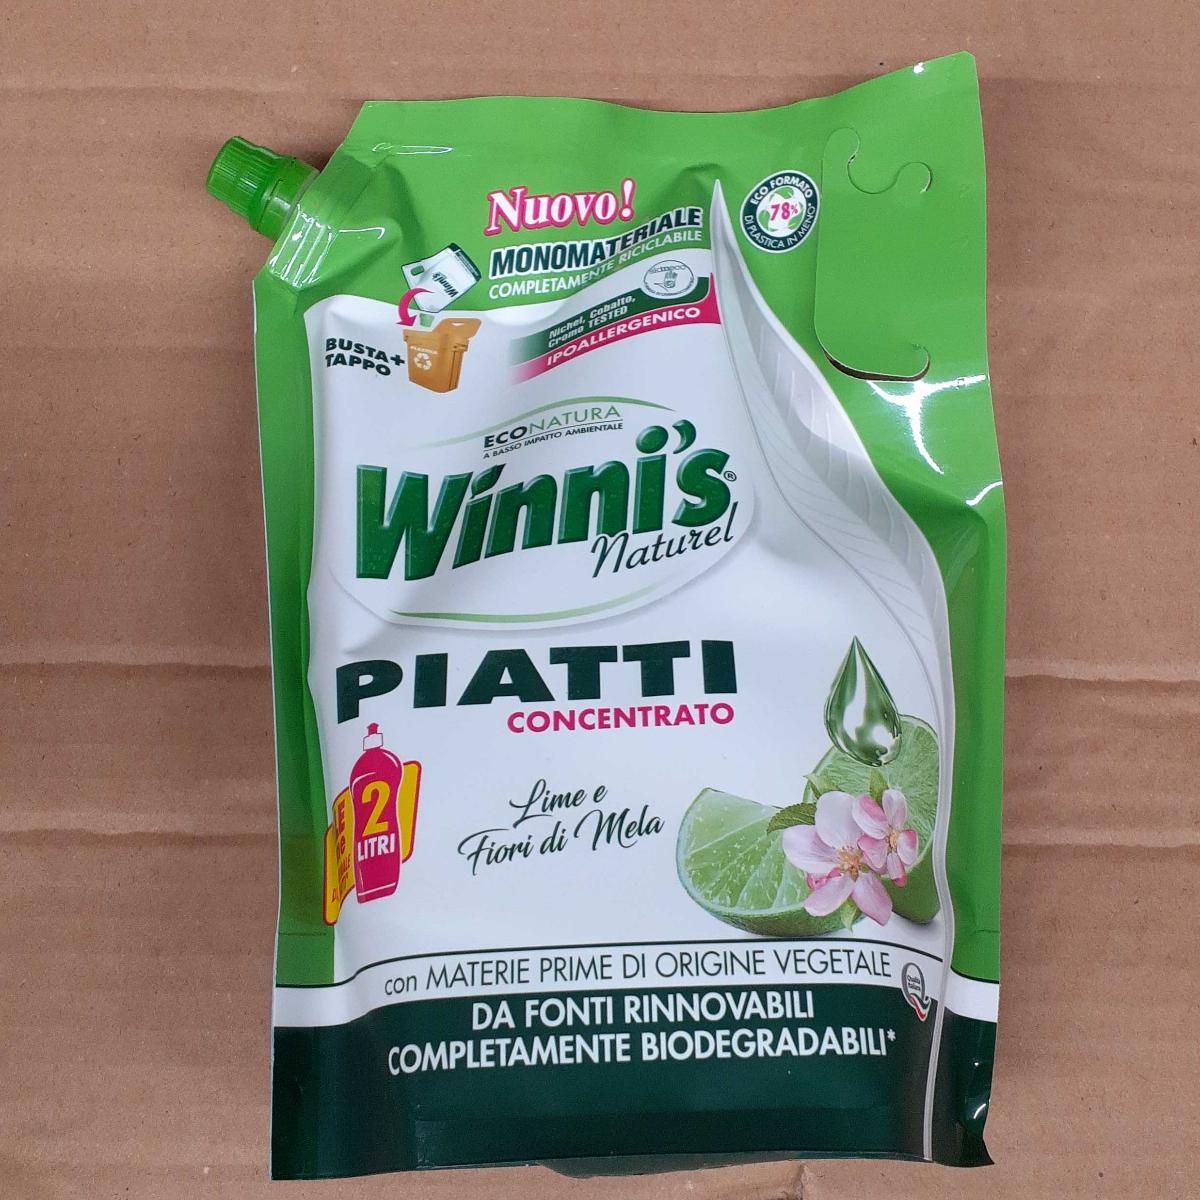 Nuovo!
MONOMATERIALE
COMPLETAMENTE RICICLABILE
ECO FORMATO
78%
DI PLASTICA IN MENO*
Nichel, Cobalto,
Cromo TESTED
IPOALLERGENICO
BUSTA+
TAPPO
Winni's
PLASTICA
ECONATURA
A BASSO IMPATTO AMBIENTALE
Winni's®
Naturel
PIATTI
CONCENTRATO
2
LITRI
Lime e
Fiori di Mela
con MATERIE PRIME DI ORIGINE VEGETALE
DA FONTI RINNOVABILI
COMPLETAMENTE BIODEGRADABILI*